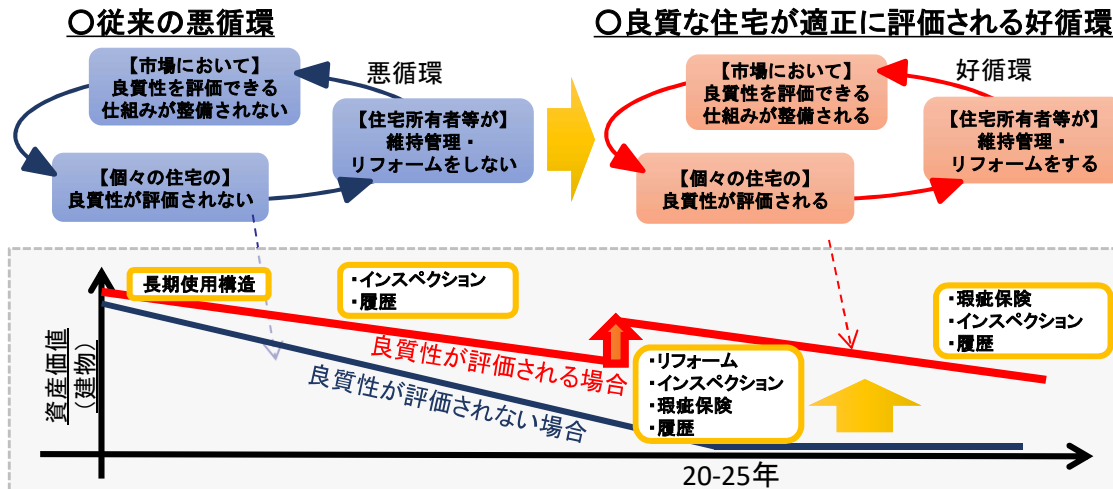 〇従来の悪循環
【市場において】
良質性を評価できる
仕組みが整備されない
悪循環
【住宅所有者等が】
維持管理・
リフォームをしない
【個々の住宅の】
良質性が評価されない
〇良質な住宅が適正に評価される好循環
【市場において】
良質性を評価できる
仕組みが整備される
好循環
【住宅所有者等が】
維持管理・
リフォームをする
【個々の住宅の】
良質性が評価される
資産価値
（建物）
長期使用構造
・インスペクション
・履歴
良質性が評価される場合
良質性が評価されない場合
・リフォーム
・インスペクション
・瑕疵保険
・履歴
・瑕疵保険
・インスペクション
・履歴
20-25年